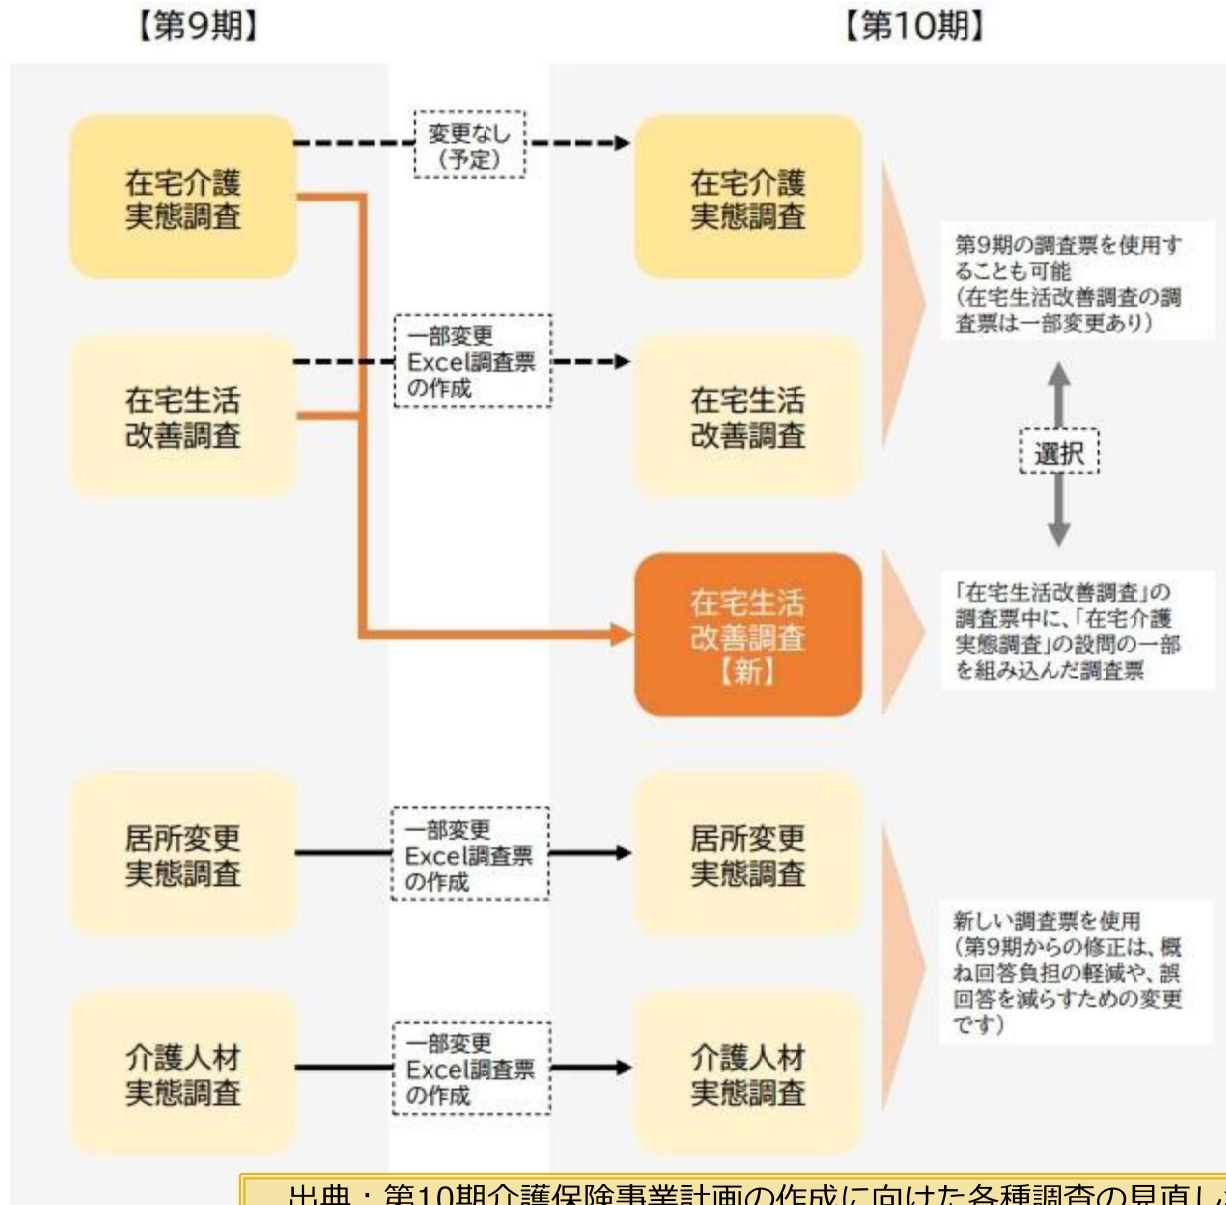 【第9期】
【第10期】
在宅介護
実態調査
変更なし
(予定)
在宅介護
実態調査
第9期の調査票を使用す
ることも可能
(在宅生活改善調査の調
査票は一部変更あり)
在宅生活
改善調査
一部変更
Excel調査票
の作成
在宅生活
改善調査
選択
在宅生活
改善調査
【新】
「在宅生活改善調査」の
調査票中に、「在宅介護
実態調査」の設問の一部
を組み込んだ調査票
居所変更
実態調査
一部変更
Excel調査票
の作成
居所変更
実態調査
新しい調査票を使用
(第9期からの修正は、概
ね回答負担の軽減や、誤
回答を減らすための変更
です)
介護人材
実態調査
一部変更
Excel調査票
の作成
介護人材
実態調査
出典：第10期介護保険事業計画の作成に向けた各種調査の見直し